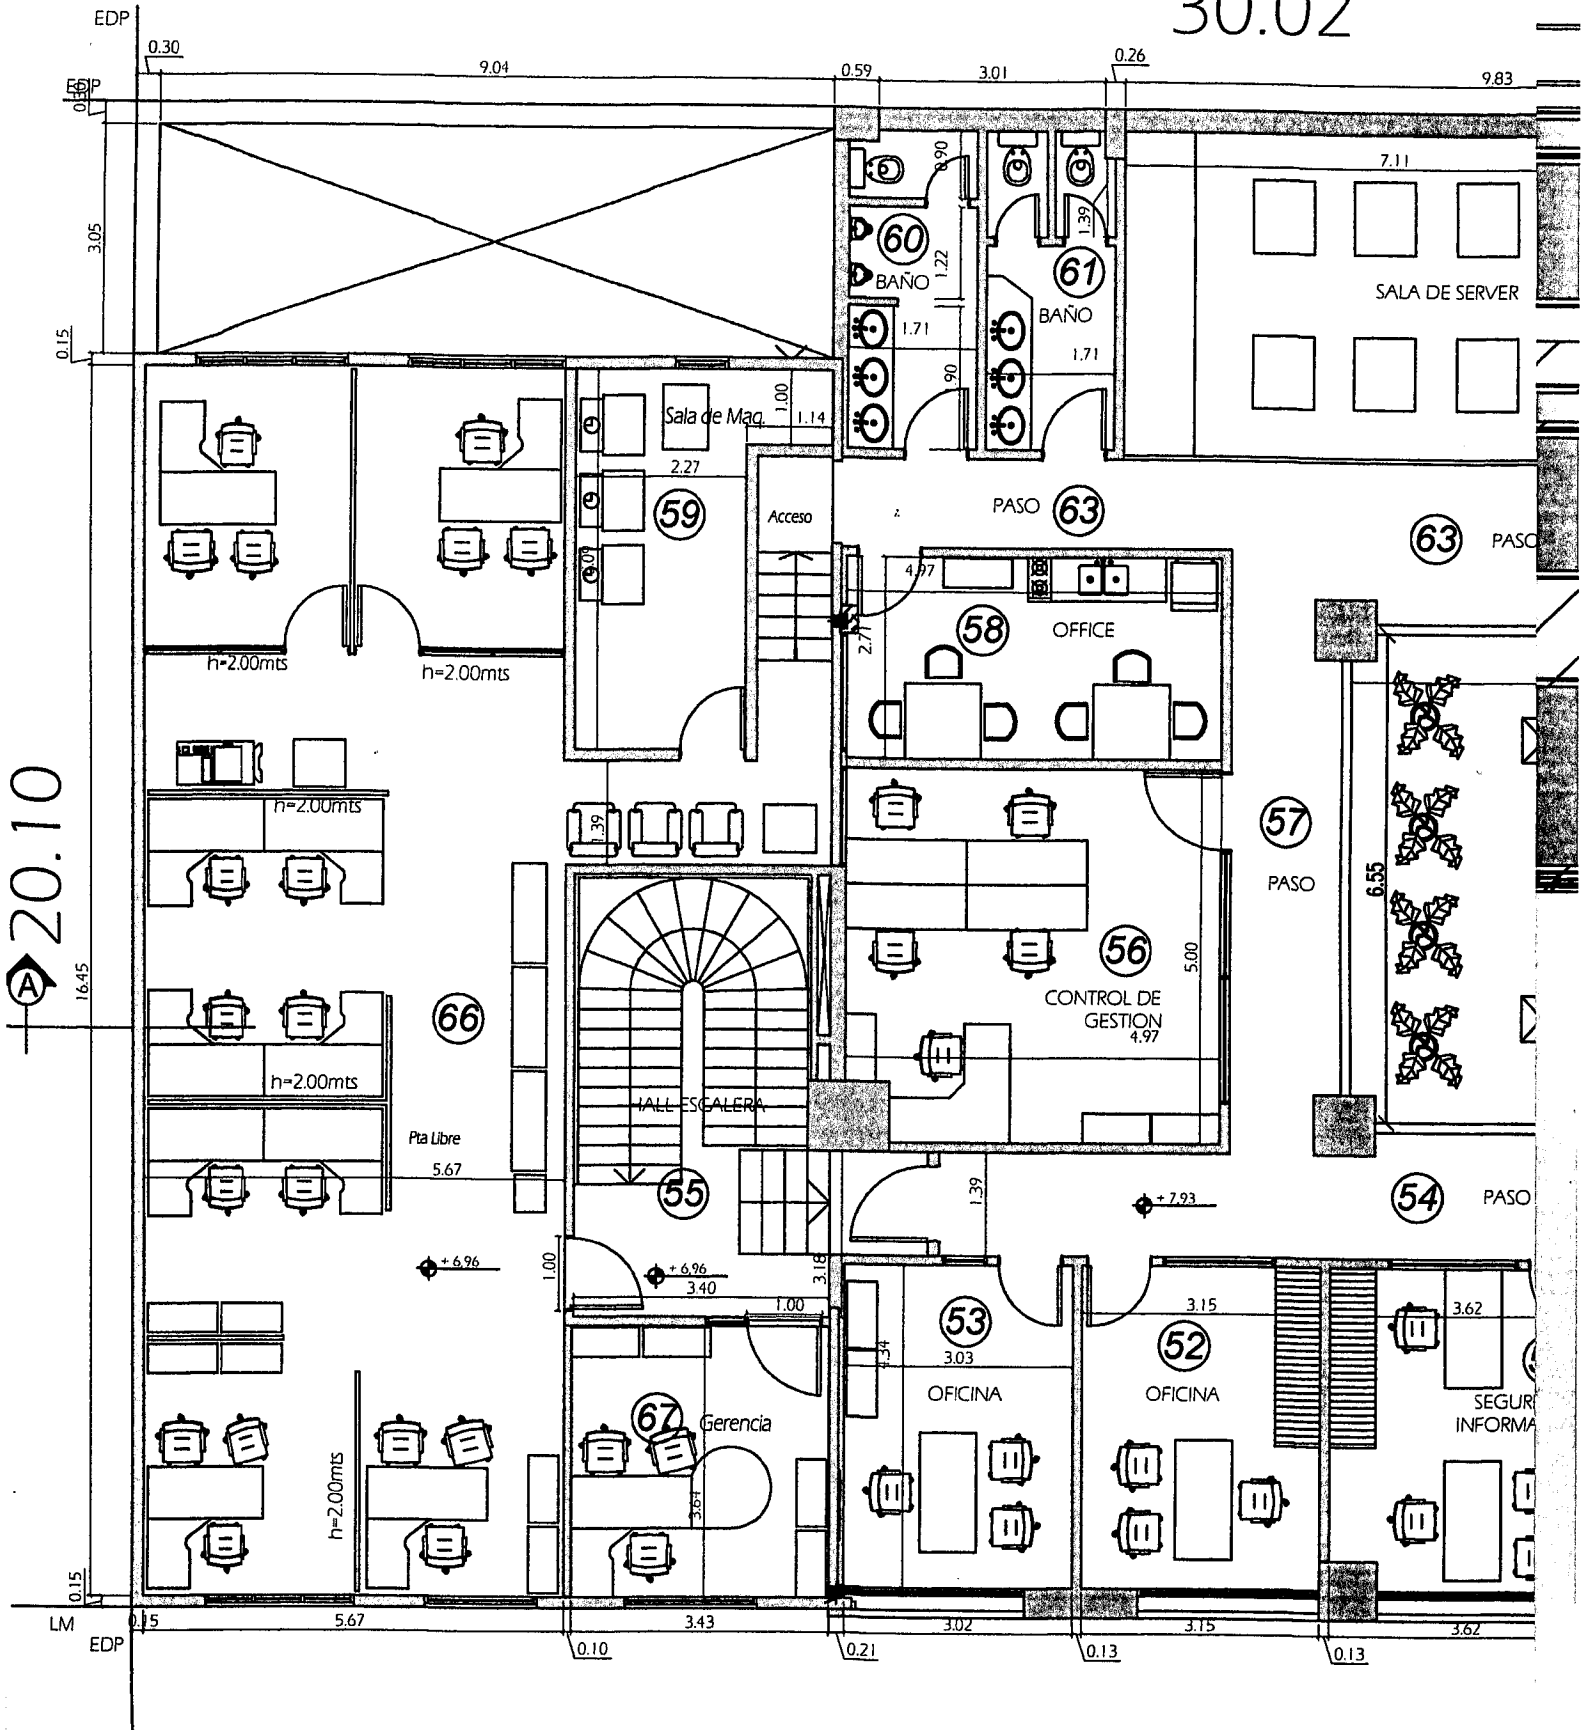 30.02
EDP
0.30
9.04
0.59
3.01
0.26
9.83
3.05
0.15
0.90
60
BAÑO
1.22
1.71
1.39
61
BAÑO
1.71
7.11
SALA DE SERVER
Sala de Maq.
1.00
1.14
2.27
59
Acceso
PASO
63
63
PASO
4.97
58
OFFICE
2.71
h=2.00mts
h=2.00mts
h=2.00mts
1.39
57
PASO
6.55
20.10
A
16.45
66
56
5.00
CONTROL DE
GESTION
4.97
h=2.00mts
HALL ESCALERA
Pta Libre
5.67
55
1.39
+ 7,93
54
PASO
+ 6,96
1.00
+ 6,96
3.40
3.18
1.00
53
4.34
3.03
OFICINA
3.15
52
OFICINA
3.62
SEGUR
INFORMA
67
Gerencia
3.64
h=2.00mts
0.15
LM
EDP
0.15
5.67
0.10
3.43
0.21
3.02
0.13
3.15
0.13
3.62